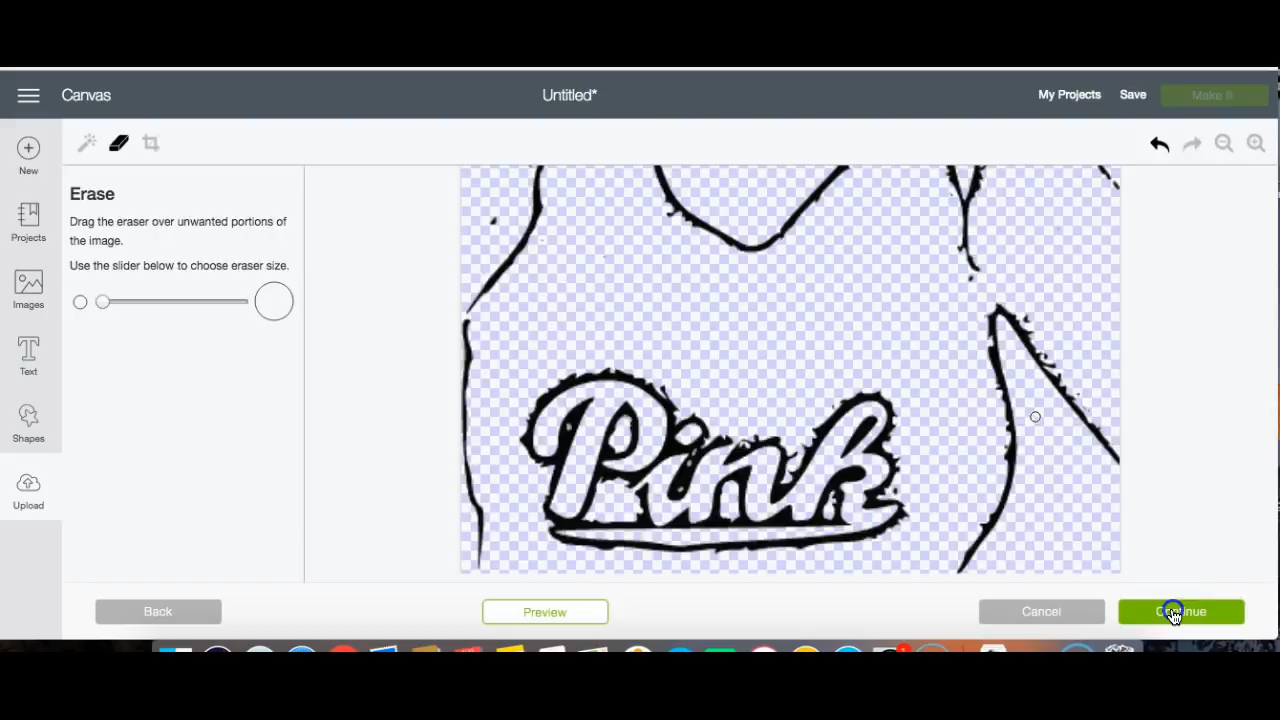 Canvas
Untitled*
My Projects
Save
Make It
New
Projects
Images
Text
Shapes
Upload
Erase
Drag the eraser over unwanted portions of
the image.
Use the slider below to choose eraser size.
Pink
Back
Preview
Cancel
Continue